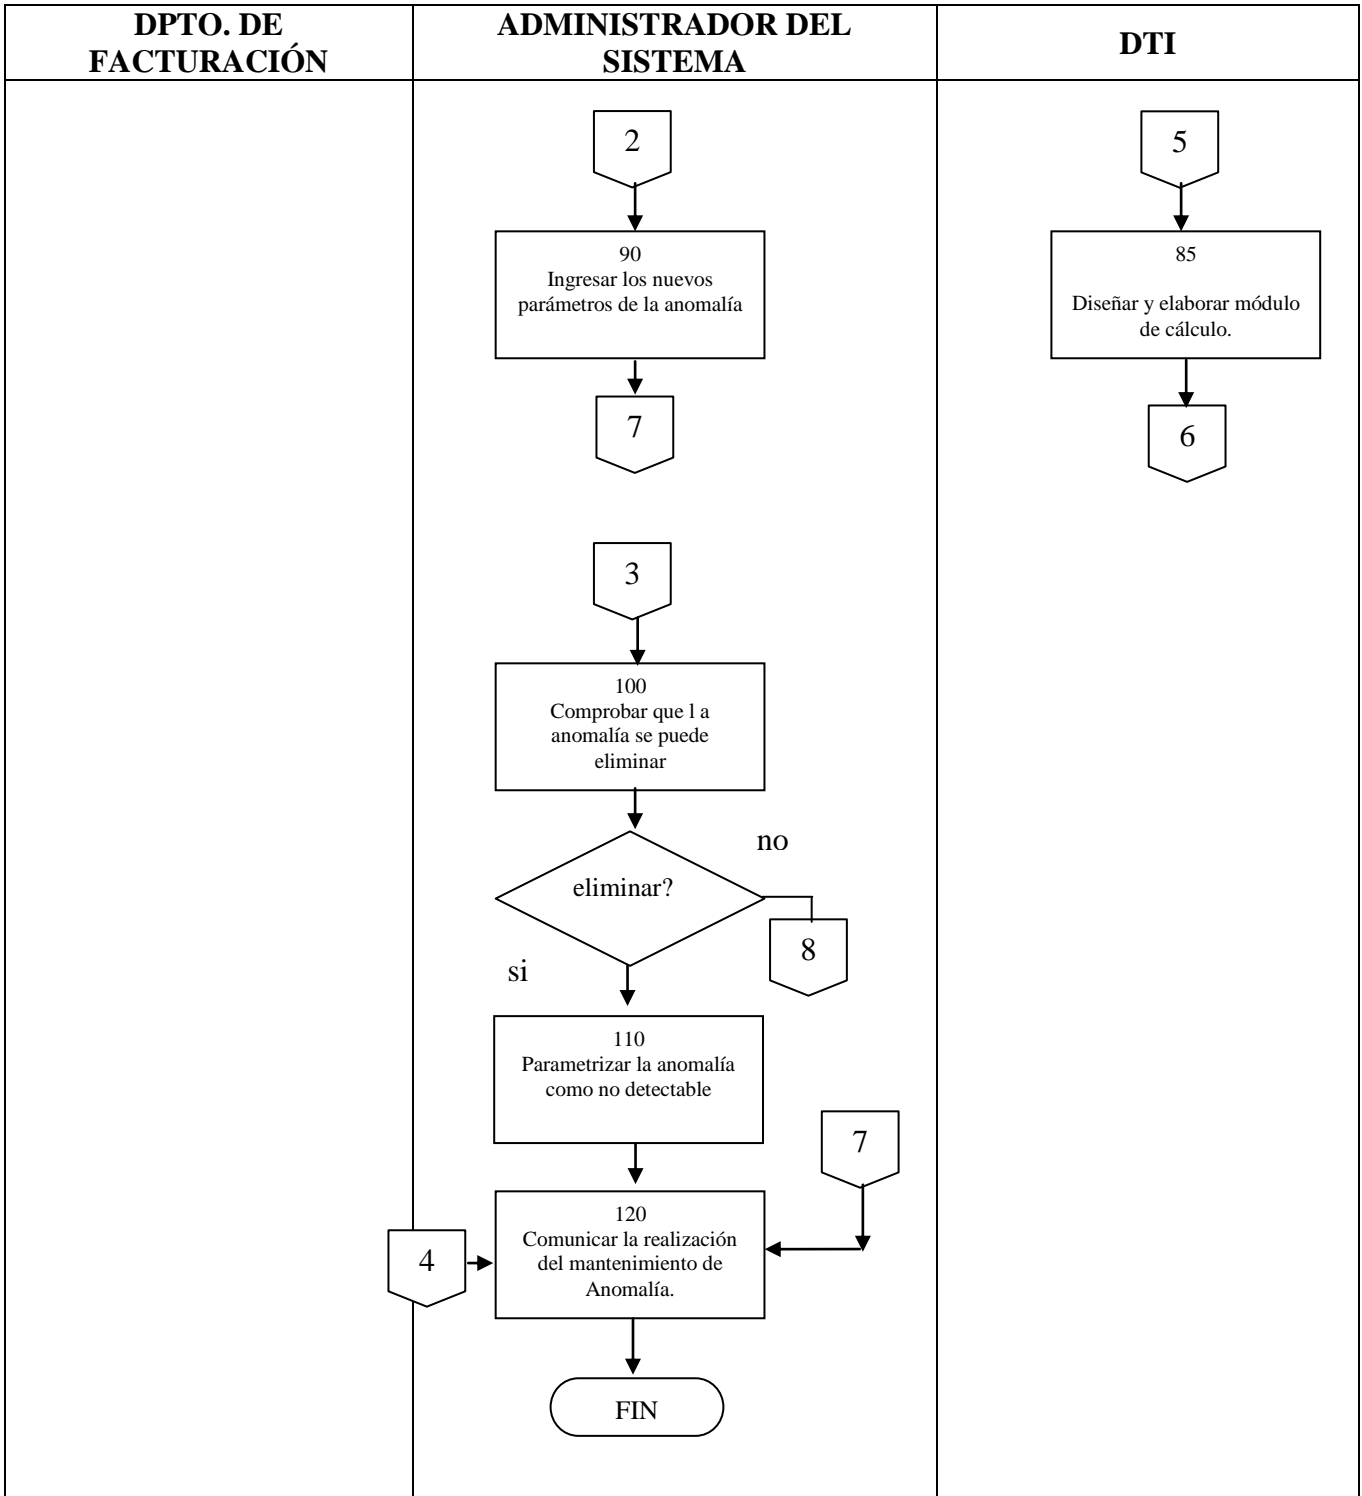 DPTO. DE
FACTURACIÓN
ADMINISTRADOR DEL
SISTEMA
DTI
2
90
Ingresar los nuevos
parámetros de la anomalía
7
5
85
Diseñar y elaborar módulo
de cálculo.
6
3
100
Comprobar que l a
anomalía se puede
eliminar
eliminar?
no
8
si
110
Parametrizar la anomalía
como no detectable
7
4
120
Comunicar la realización
del mantenimiento de
Anomalía.
FIN